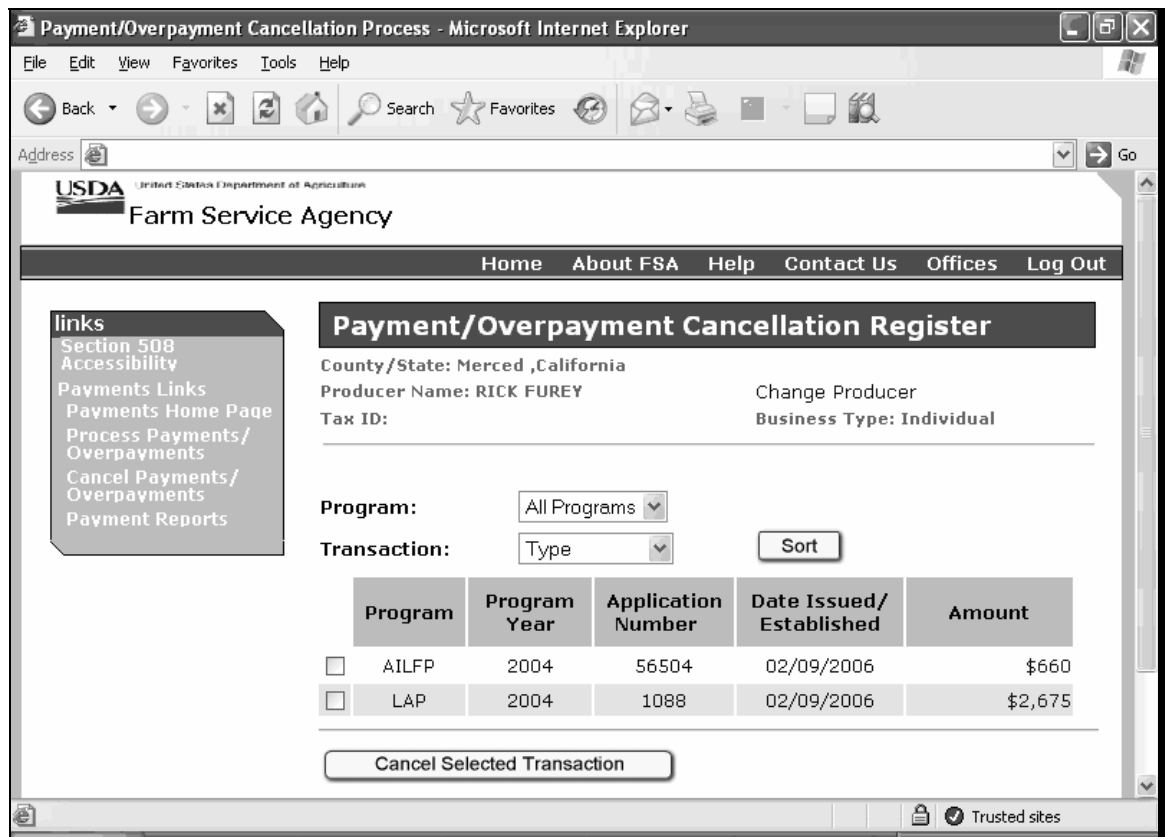 Payment/Overpayment Cancellation Process - Microsoft Internet Explorer
File Edit View Favorites Tools Help
Back Search Favorites
Address Go
USDA United States Department of Agriculture
Farm Service Agency
Home About FSA Help Contact Us Offices Log Out
links
Section 508
Accessibility
Payments Links
Payments Home Page
Process Payments/
Overpayments
Cancel Payments/
Overpayments
Payment Reports
Payment/Overpayment Cancellation Register
County/State: Merced ,California
Producer Name: RICK FUREY Change Producer
Tax ID: Business Type: Individual
Program: All Programs
Transaction: Type Sort
Program Program Year Application Number Date Issued/ Established Amount
AILFP 2004 56504 02/09/2006 $660
LAP 2004 1088 02/09/2006 $2,675
Cancel Selected Transaction
Trusted sites